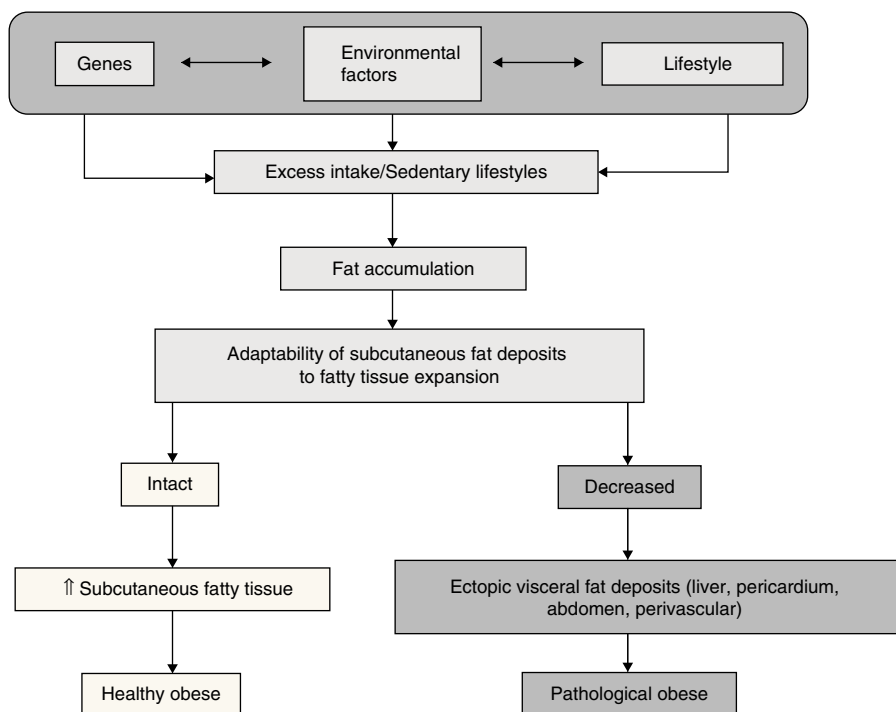 Genes
Environmental
factors
Lifestyle
Excess intake/Sedentary lifestyles
Fat accumulation
Adaptability of subcutaneous fat deposits
to fatty tissue expansion
Intact
Decreased
⇑ Subcutaneous fatty tissue
Ectopic visceral fat deposits (liver, pericardium,
abdomen, perivascular)
Healthy obese
Pathological obese